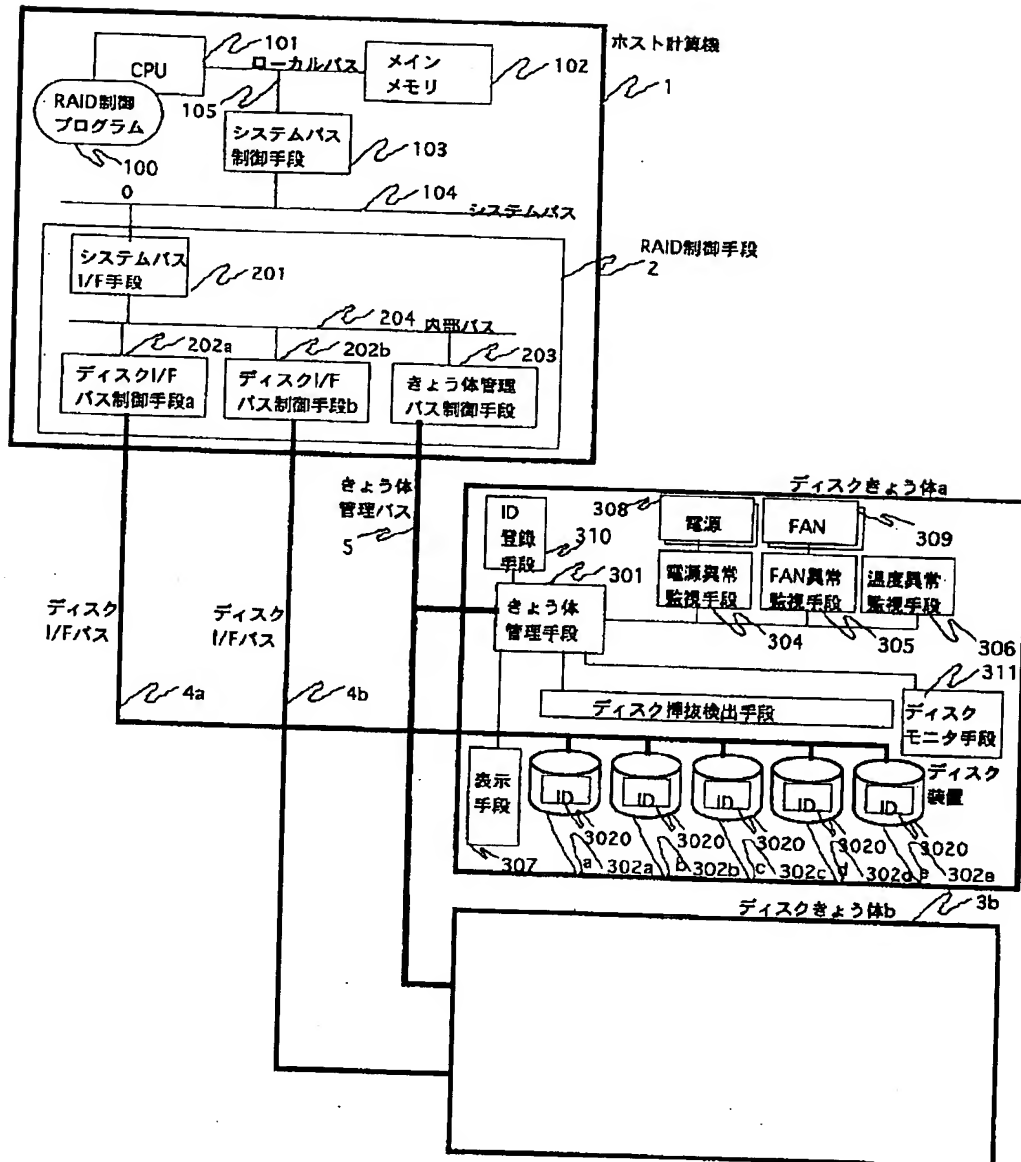 ホスト計算機
1
CPU
101
ローカルバス
メイン
メモリ
102
RAID制御
プログラム
105
システムバス
制御手段
103
100
0
104
システムバス
RAID制御手段
2
システムバス
I/F手段
201
204
内部バス
202a
202b
203
ディスクI/F
バス制御手段a
ディスクI/F
バス制御手段b
きょう体管理
バス制御手段
きょう体
管理バス
5
ディスクきょう体a
ID
登録
手段
310
308
電源
FAN
309
301
きょう体
管理手段
電源異常
監視手段
FAN異常
監視手段
温度異常
監視手段
304
305
306
311
ディスク
I/Fバス
ディスク
I/Fバス
4a
4b
ディスク挿抜検出手段
ディスク
モニタ手段
表示
手段
ID
ID
ID
ID
ID
ディスク
装置
3020
3020
3020
3020
3020
307
a
302a
b
302b
c
302c
d
302d
e
302e
ディスクきょう体b
3b